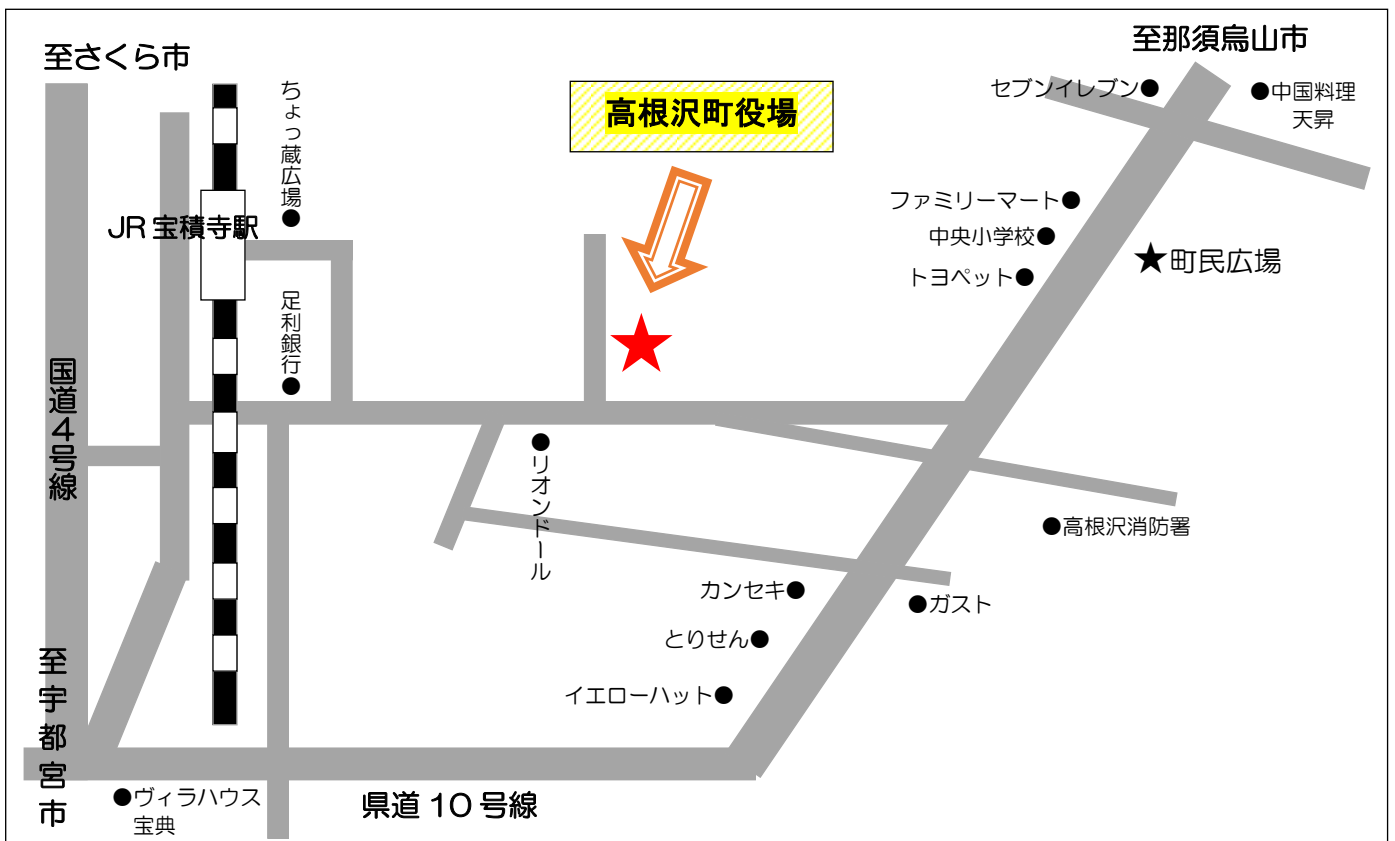 至さくら市
至那須烏山市
ちょっ蔵広場●
高根沢町役場
セブンイレブン●
●中国料理
天昇
ファミリーマート●
JR宝積寺駅
中央小学校●
★町民広場
トヨペット●
足利銀行●
国道4号線
●リオンドール
●高根沢消防署
カンセキ●
●ガスト
とりせん●
至宇都宮市
イエローハット●
●ヴィラハウス
宝典
県道10号線